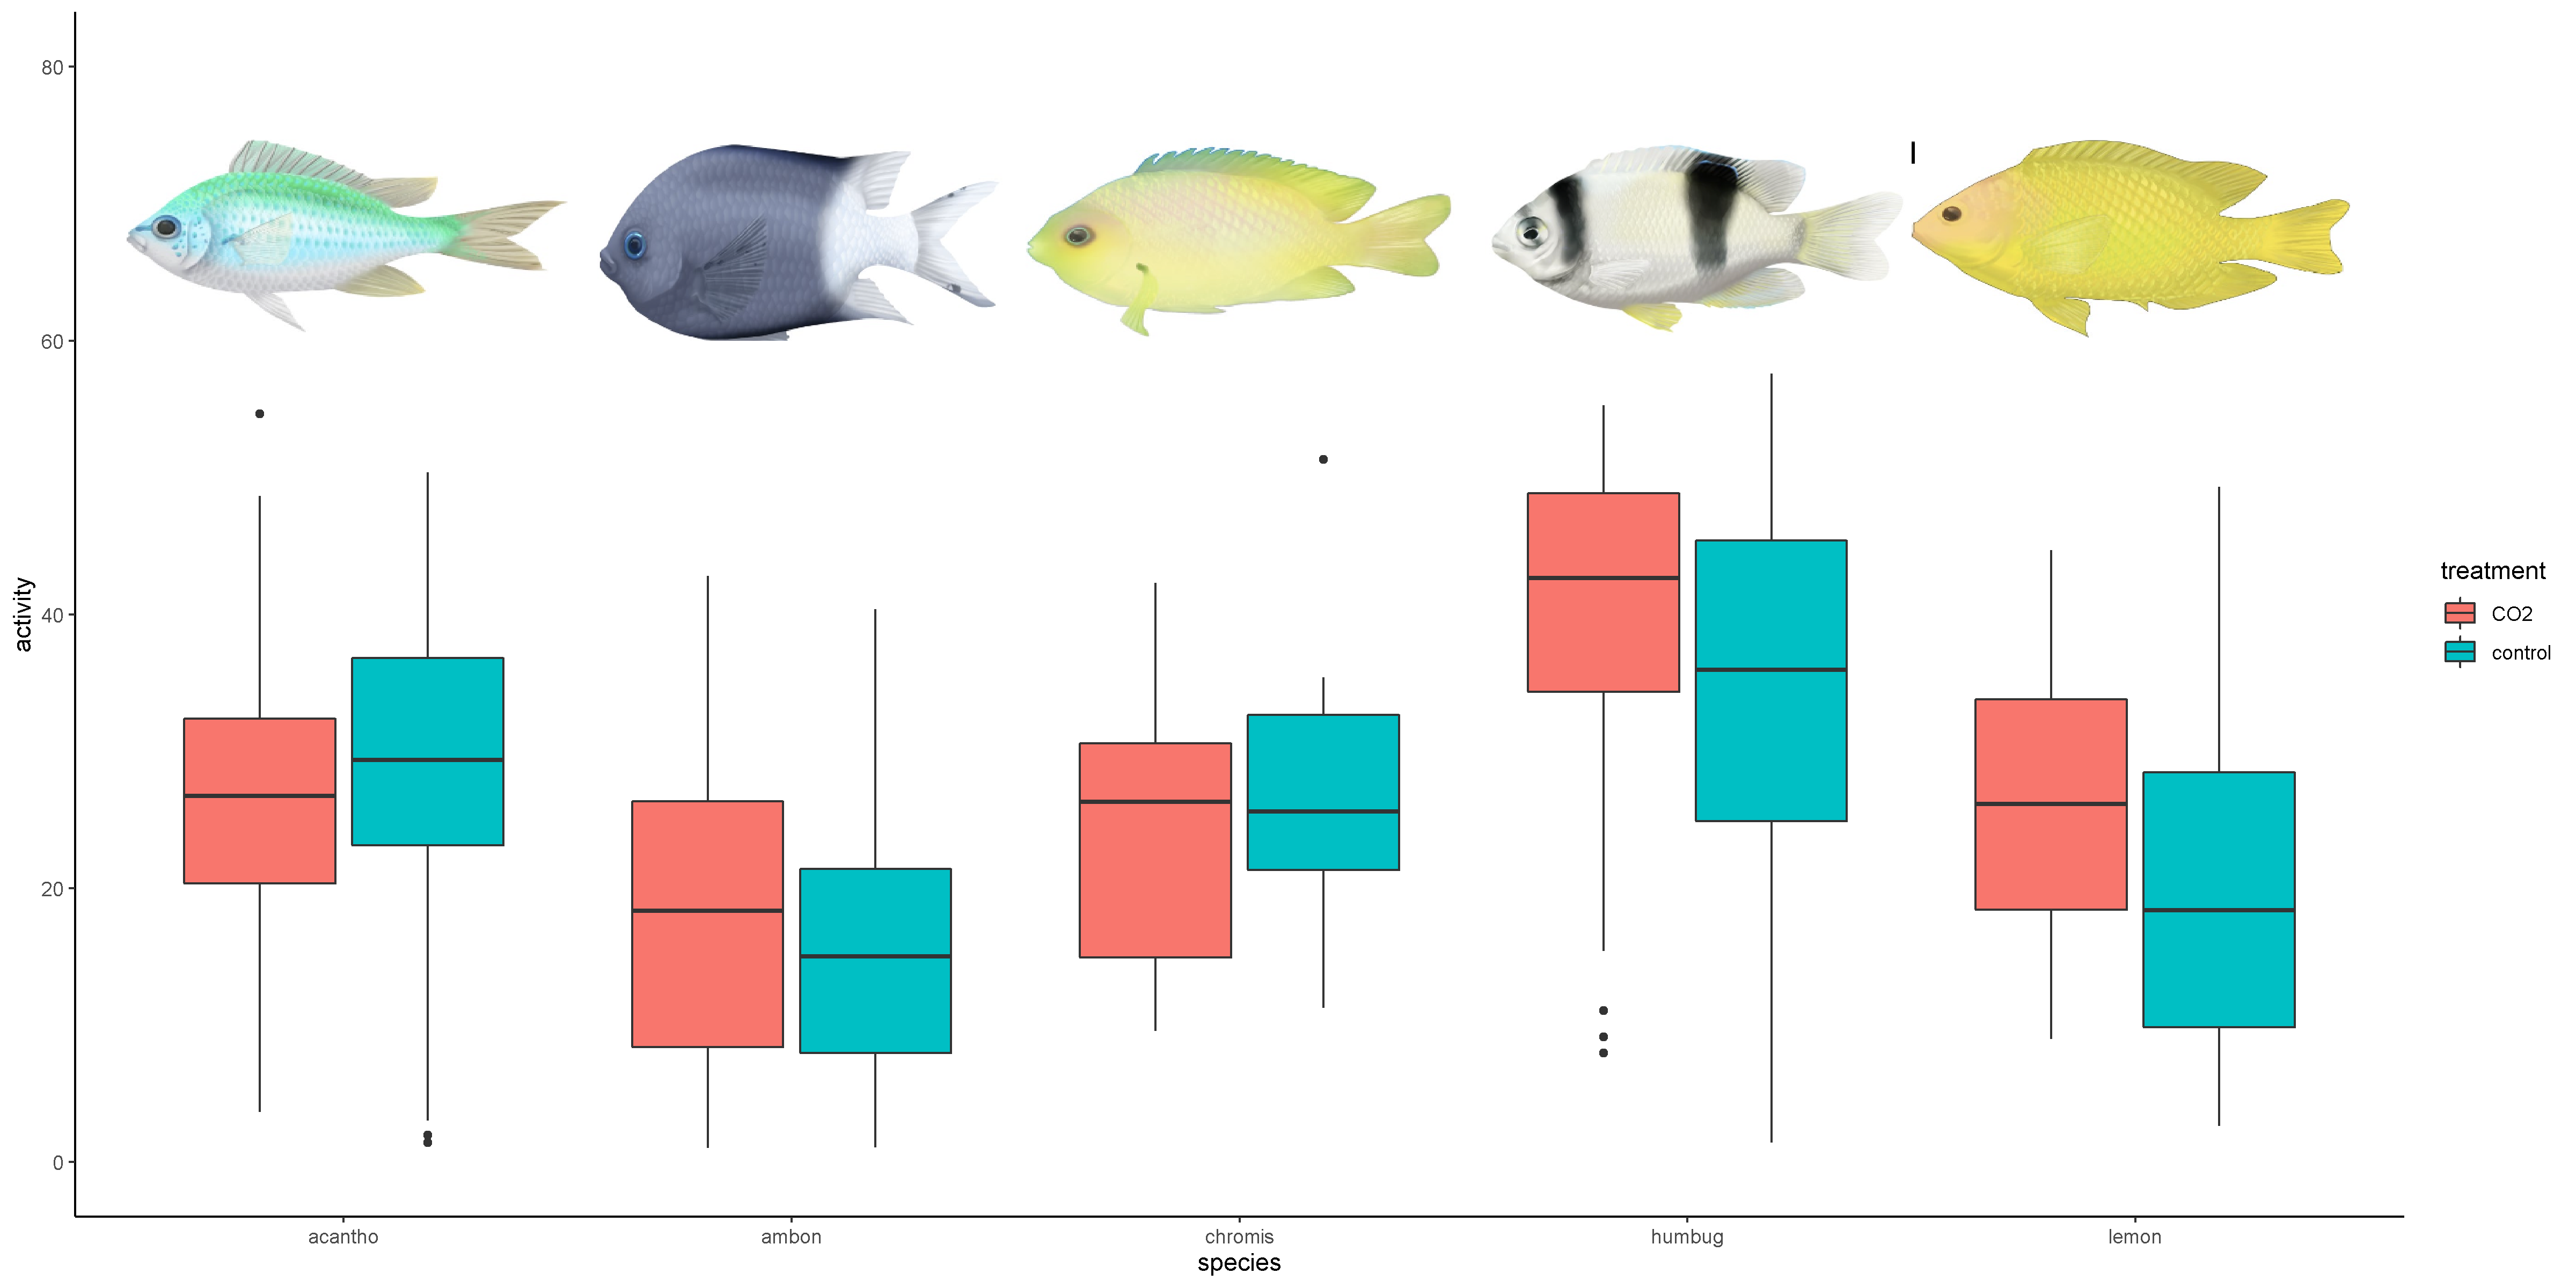 80
60
40
20
0
activity
acantho
ambon
chromis
humbug
lemon
species
treatment
CO2
control